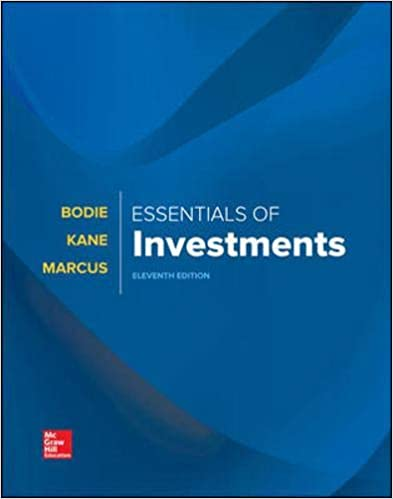 BODIE
KANE
MARCUS
ESSENTIALS OF
Investments
ELEVENTH EDITION
Mc
Graw
Hill
Education